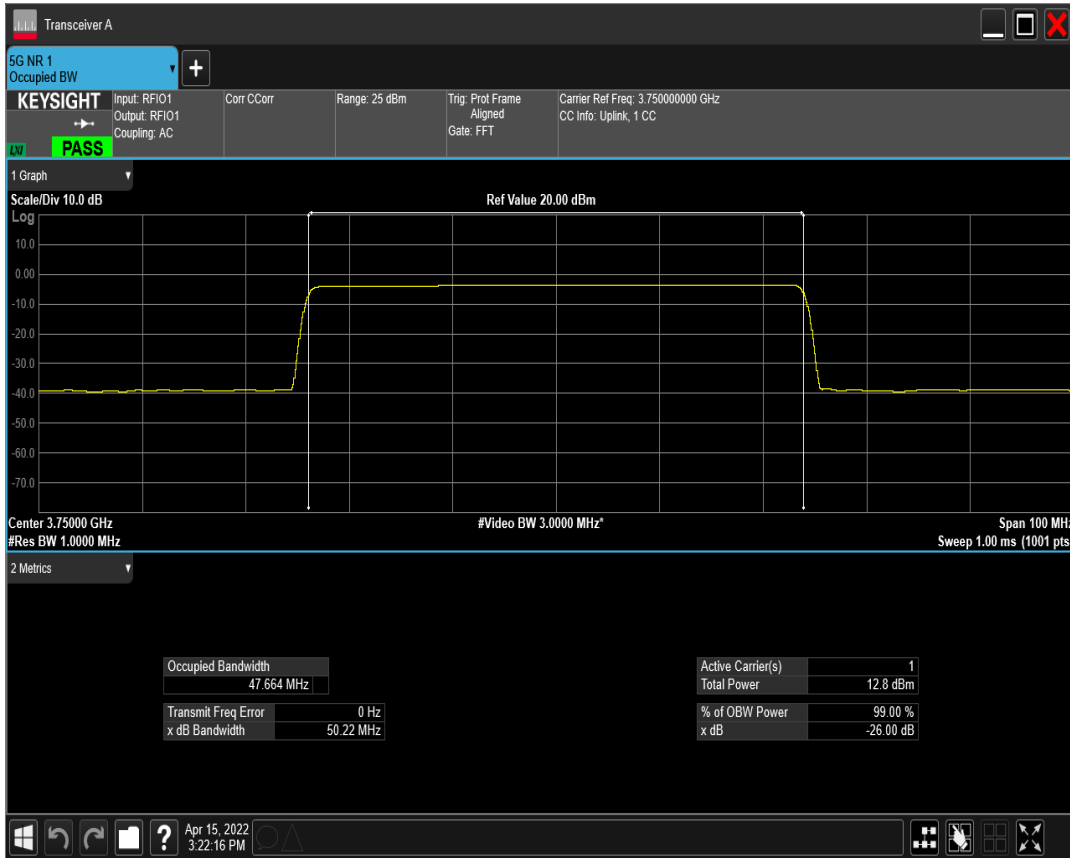 Transceiver A
5G NR 1
Occupied BW
KEYSIGHT
LXI
PASS
Input: RFIO1
Output: RFIO1
Coupling: AC
Corr CCorr
Range: 25 dBm
Trig: Prot Frame
Aligned
Gate: FFT
Carrier Ref Freq: 3.750000000 GHz
CC Info: Uplink, 1 CC
1 Graph
Scale/Div 10.0 dB
Ref Value 20.00 dBm
Log
10.0
0.00
-10.0
-20.0
-30.0
-40.0
-50.0
-60.0
-70.0
Center 3.75000 GHz
#Video BW 3.0000 MHz*
Span 100 MHz
#Res BW 1.0000 MHz
Sweep 1.00 ms (1001 pts
2 Metrics
Occupied Bandwidth
47.664 MHz
Transmit Freq Error 0 Hz
x dB Bandwidth 50.22 MHz
Active Carrier(s) 1
Total Power 12.8 dBm
% of OBW Power 99.00 %
x dB -26.00 dB
?
Apr 15, 2022
3:22:16 PM